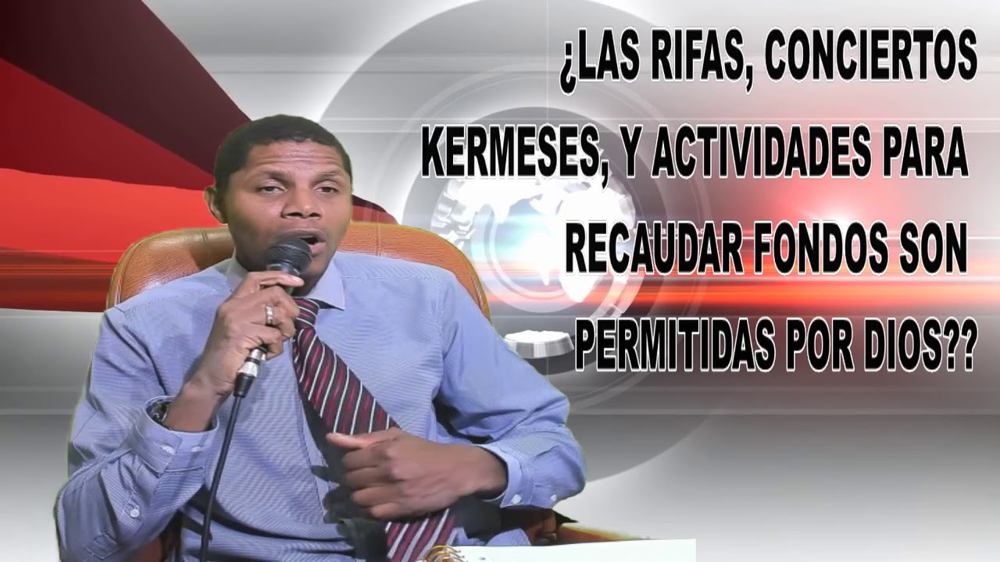 ¿LAS RIFAS, CONCIERTOS
KERMESES, Y ACTIVIDADES PARA
RECAUDAR FONDOS SON
PERMITIDAS POR DIOS??